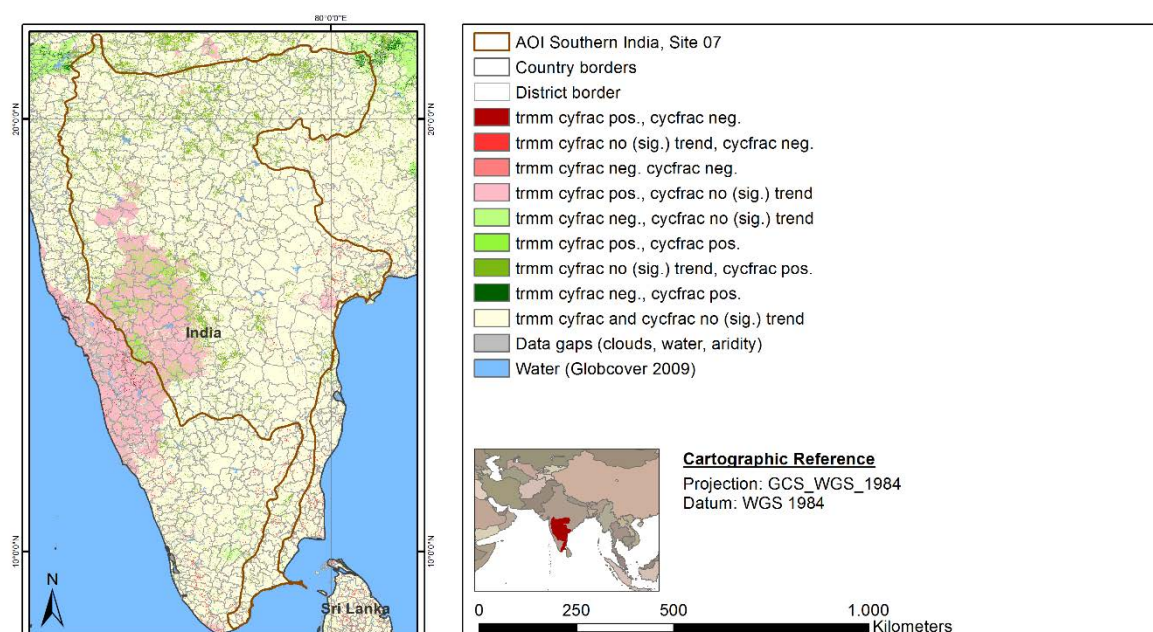 80°0'0"E
20°0'0"N
20°0'0"N
India
10°0'0"N
10°0'0"N
N
Sri Lanka
AOI Southern India, Site 07
Country borders
District border
trmm cyfrac pos., cycfrac neg.
trmm cyfrac no (sig.) trend, cycfrac neg.
trmm cyfrac neg. cycfrac neg.
trmm cyfrac pos., cycfrac no (sig.) trend
trmm cyfrac neg., cycfrac no (sig.) trend
trmm cyfrac pos., cycfrac pos.
trmm cyfrac no (sig.) trend, cycfrac pos.
trmm cyfrac neg., cycfrac pos.
trmm cyfrac and cycfrac no (sig.) trend
Data gaps (clouds, water, aridity)
Water (Globcover 2009)
Cartographic Reference
Projection: GCS_WGS_1984
Datum: WGS 1984
0 250 500 1.000
Kilometers